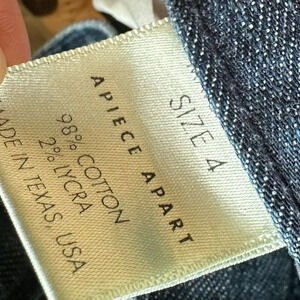 SIZE 4
APIECE APART
98% COTTON
2% LYCRA
MADE IN TEXAS, USA